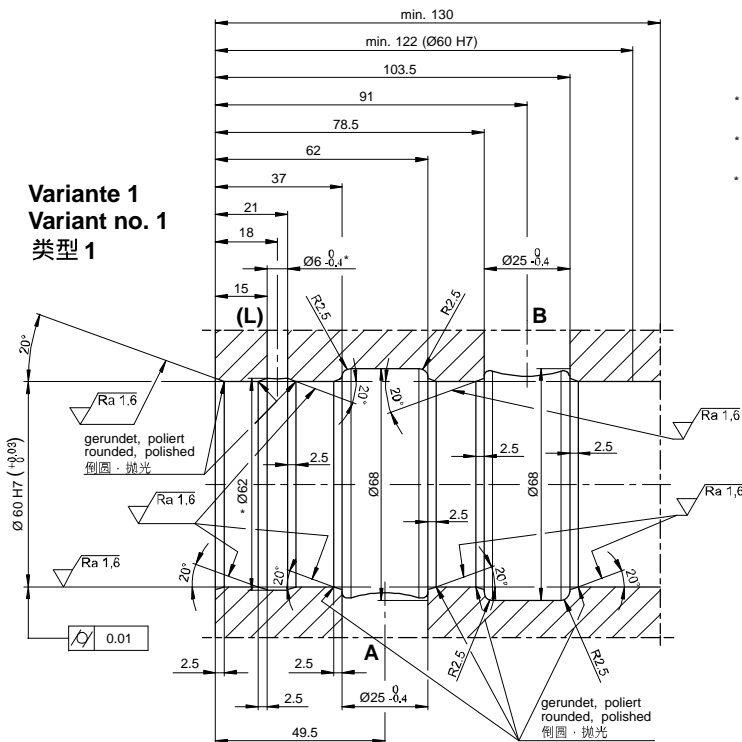 min. 130
min. 122 (Ø60 H7)
103.5
91
78.5
62
37
21
18
15
Variante 1
Variant no. 1
类型 1
Ø6 0 -0.4 *
Ø25 0 -0.4
*
*
*
(L)
R2.5
R2.5
B
20°
Ra 1,6
gerundet, poliert
rounded, polished
倒圆 · 抛光
20°
20°
Ra 1,6
2.5
2.5
2.5
2.5
* Ø62
Ø68
Ø68
Ø 60 H7 ( +0.03 0 )
Ra 1,6
Ra 1,6
Ra 1,6
20°
20°
20°
20°
0.01
A
R2.5
R2.5
2.5
2.5
2.5
Ø25 0 -0.4
49.5
gerundet, poliert
rounded, polished
倒圆 · 抛光